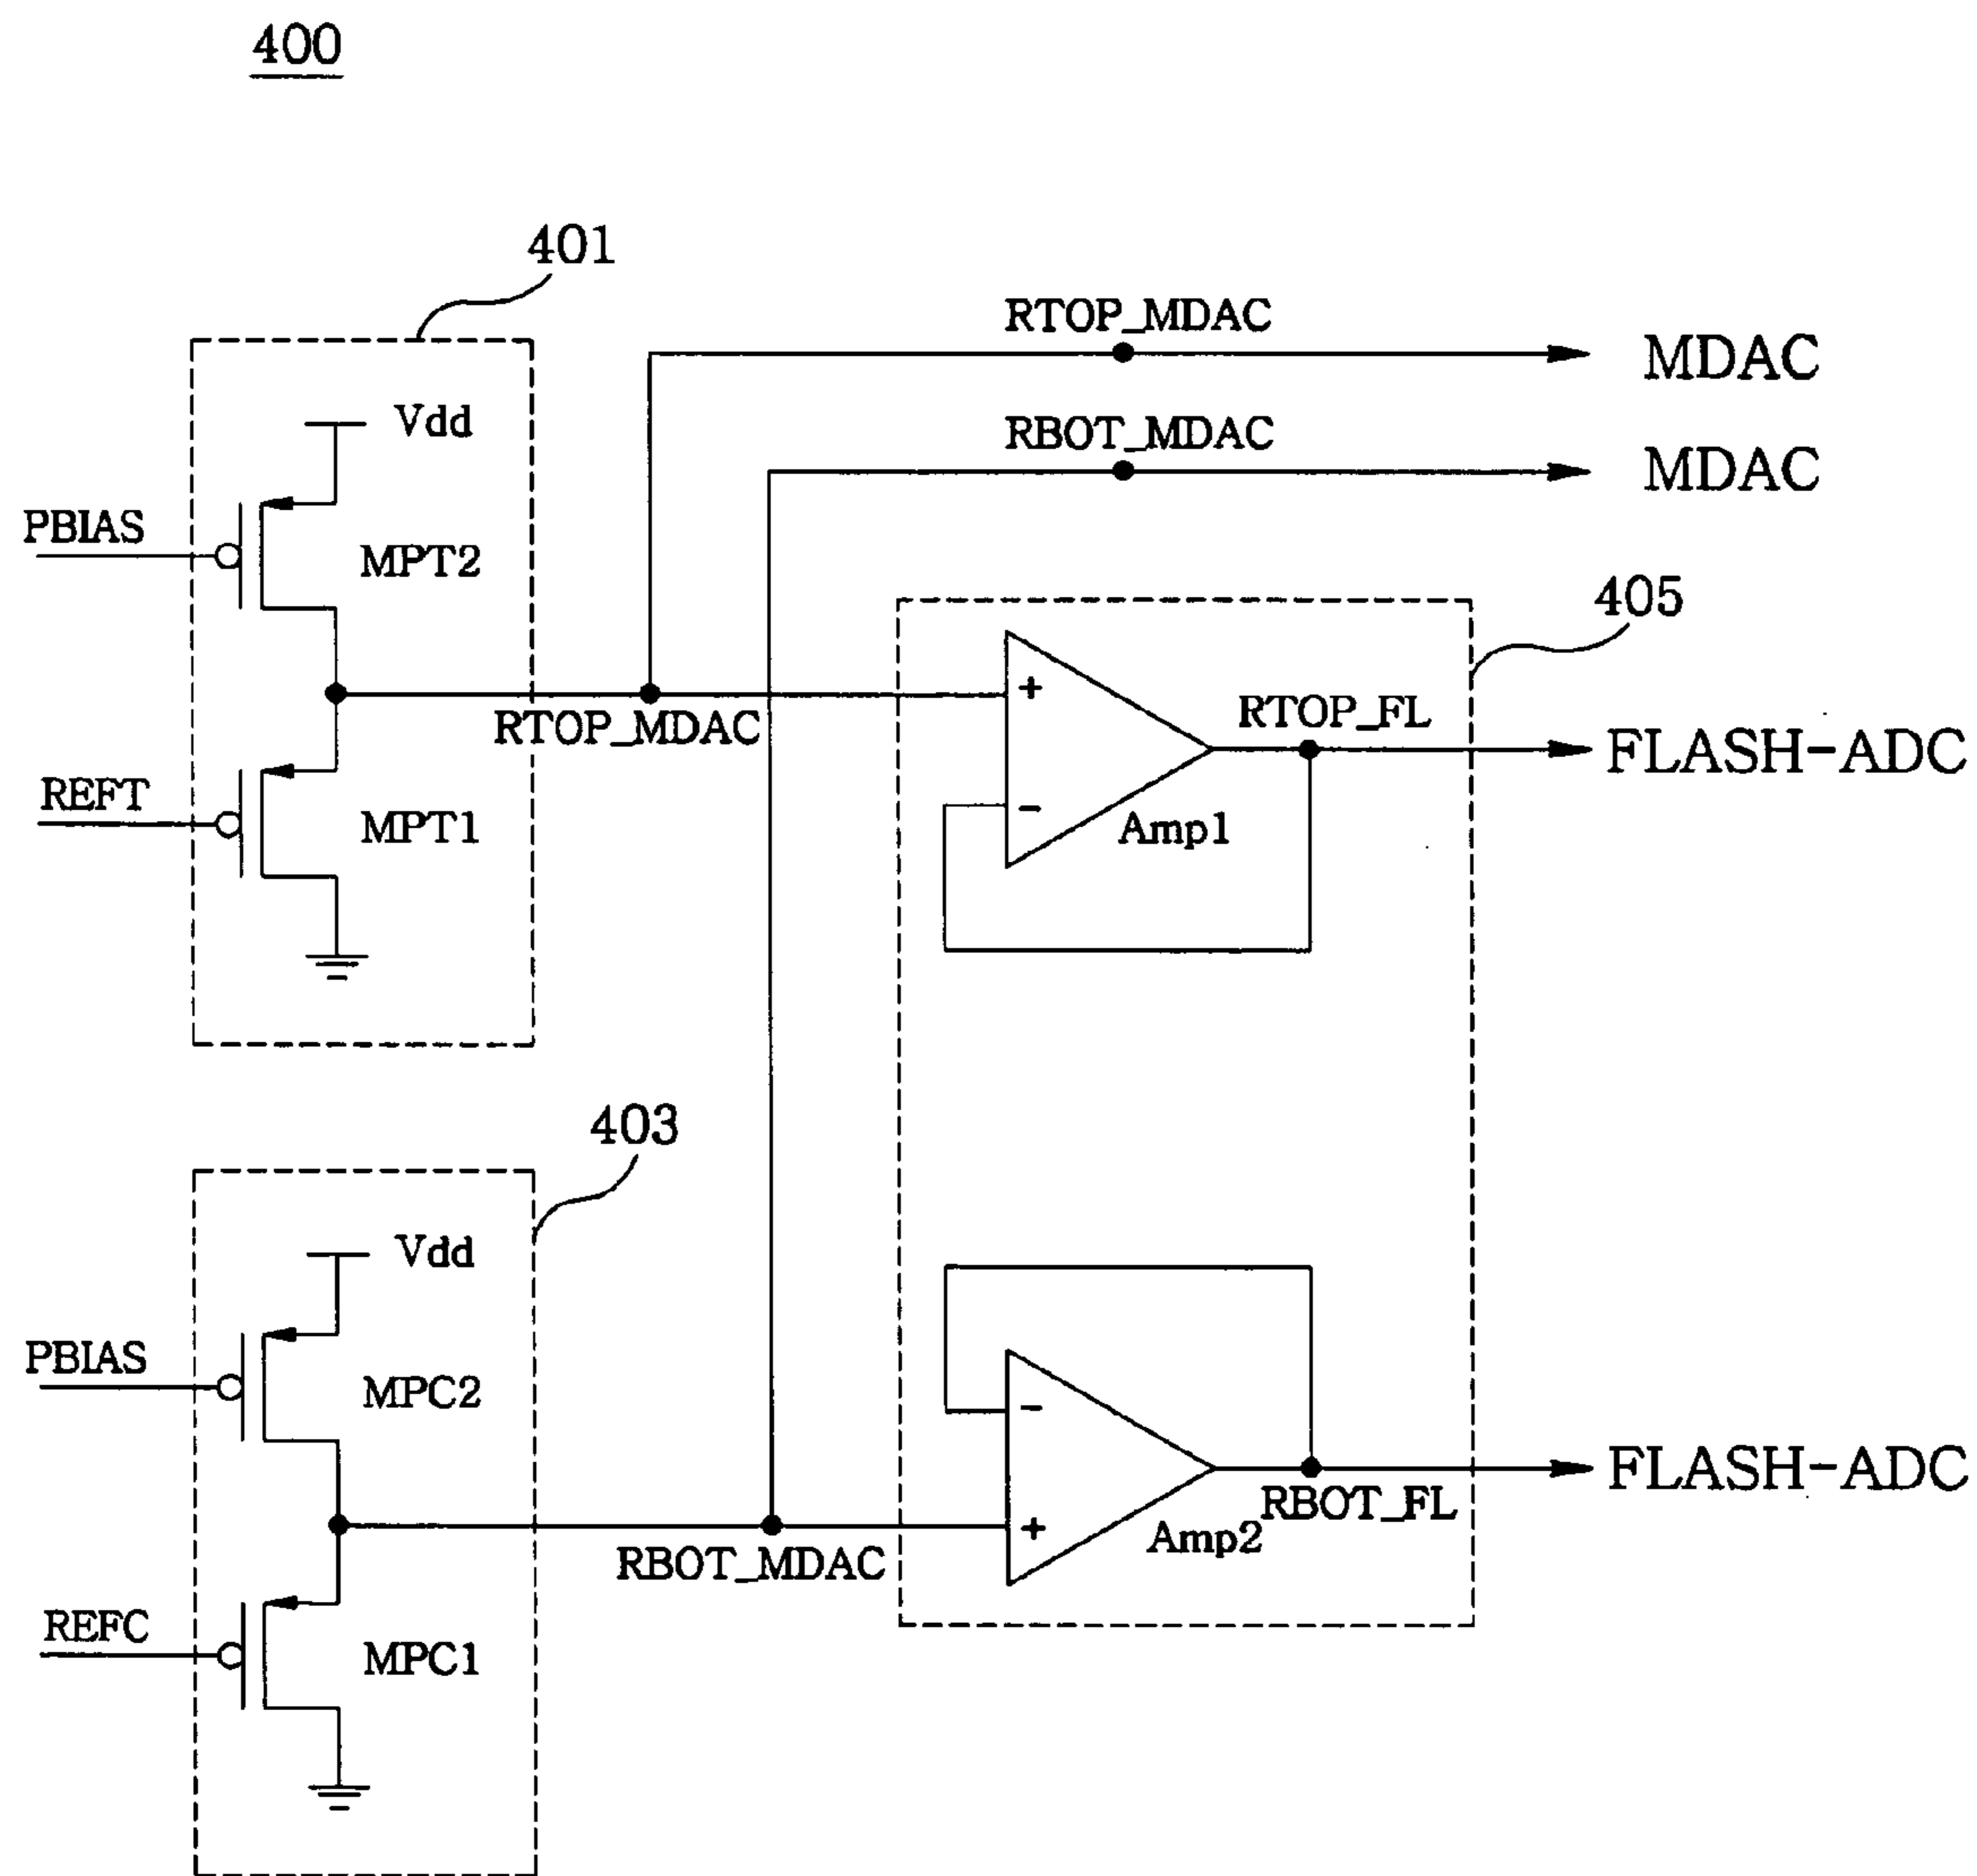 400
401
RTOP_MDAC
MDAC
Vdd
RBOT_MDAC
MDAC
PBIAS
MPT2
405
RTOP_MDAC
+
RTOP_FL
FLASH-ADC
REFT
MPT1
-
Amp1
403
Vdd
PBIAS
MPC2
-
FLASH-ADC
RBOT_FL
+
Amp2
RBOT_MDAC
REFC
MPC1